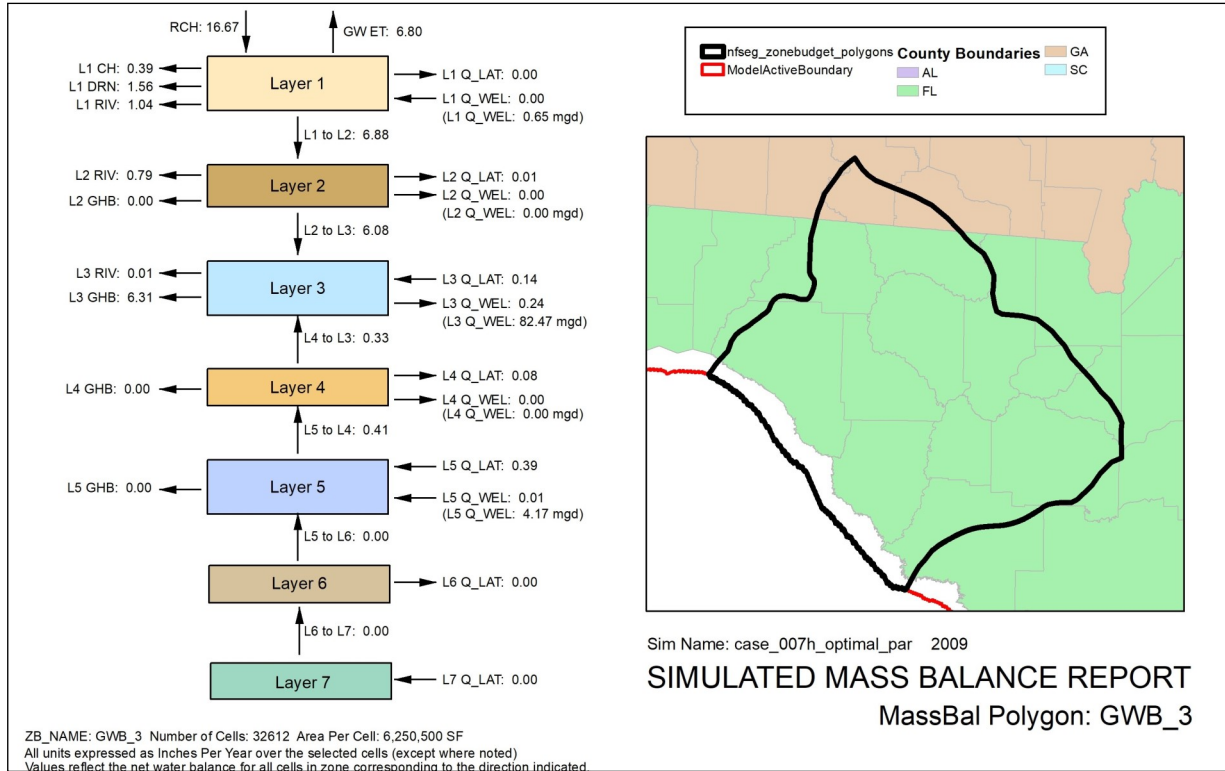 RCH: 16.67
GW ET: 6.80
L1 CH: 0.39
L1 DRN: 1.56
L1 RIV: 1.04
Layer 1
L1 Q_LAT: 0.00
L1 Q_WEL: 0.00
(L1 Q_WEL: 0.65 mgd)
L1 to L2: 6.88
L2 RIV: 0.79
L2 GHB: 0.00
Layer 2
L2 Q_LAT: 0.01
L2 Q_WEL: 0.00
(L2 Q_WEL: 0.00 mgd)
L2 to L3: 6.08
L3 RIV: 0.01
L3 GHB: 6.31
Layer 3
L3 Q_LAT: 0.14
L3 Q_WEL: 0.24
(L3 Q_WEL: 82.47 mgd)
L4 to L3: 0.33
L4 GHB: 0.00
Layer 4
L4 Q_LAT: 0.08
L4 Q_WEL: 0.00
(L4 Q_WEL: 0.00 mgd)
L5 to L4: 0.41
L5 GHB: 0.00
Layer 5
L5 Q_LAT: 0.39
L5 Q_WEL: 0.01
(L5 Q_WEL: 4.17 mgd)
L5 to L6: 0.00
Layer 6
L6 Q_LAT: 0.00
L6 to L7: 0.00
Layer 7
L7 Q_LAT: 0.00
ZB_NAME: GWB_3 Number of Cells: 32612 Area Per Cell: 6,250,500 SF
All units expressed as Inches Per Year over the selected cells (except where noted)
Values reflect the net water balance for all cells in zone corresponding to the direction indicated.
nfseg_zonebudget_polygons
ModelActiveBoundary
County Boundaries
AL
FL
GA
SC
Sim Name: case_007h_optimal_par 2009
SIMULATED MASS BALANCE REPORT
MassBal Polygon: GWB_3